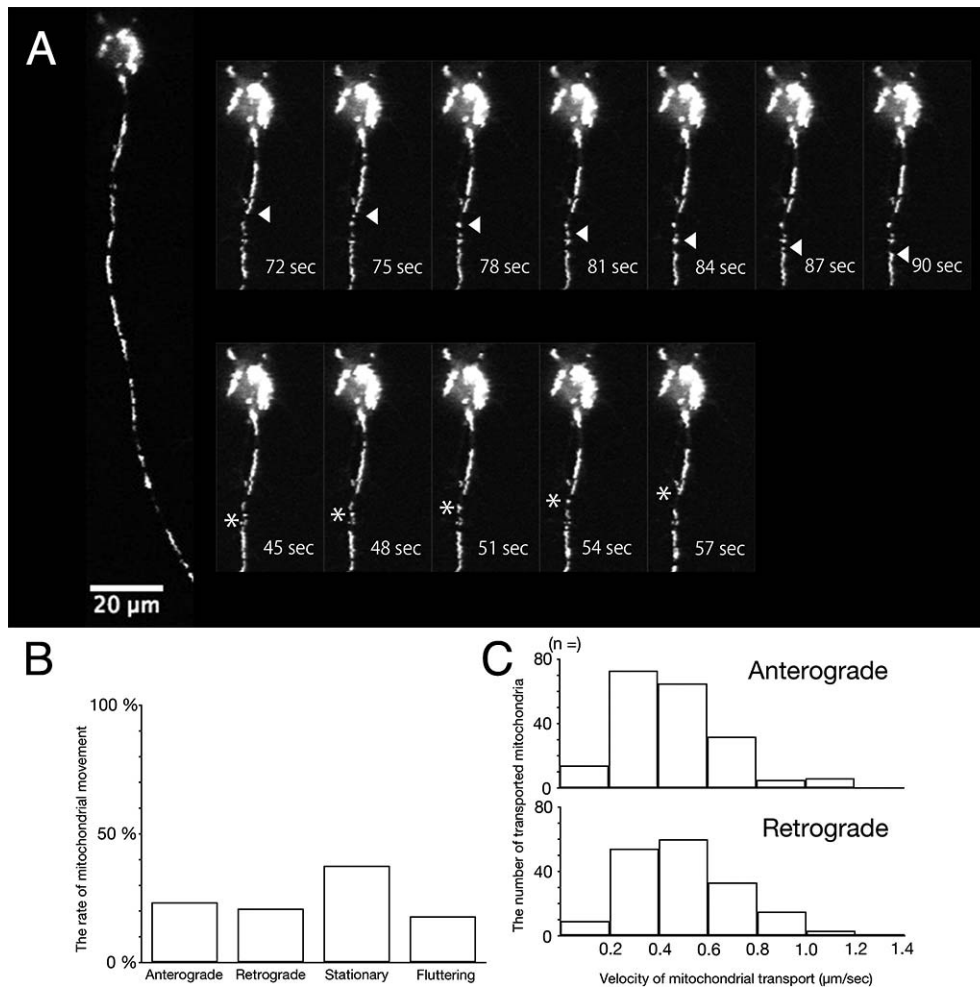 A
72 sec
75 sec
78 sec
81 sec
84 sec
87 sec
90 sec
*
*
*
*
*
45 sec
48 sec
51 sec
54 sec
57 sec
20 µm
B
The rate of mitochondrial movement
100 %
50 %
0 %
Anterograde
Retrograde
Stationary
Fluttering
C
(n =)
The number of transported mitochondria
80
40
0
Anterograde
80
40
0
Retrograde
0.2
0.4
0.6
0.8
1.0
1.2
1.4
Velocity of mitochondrial transport (µm/sec)